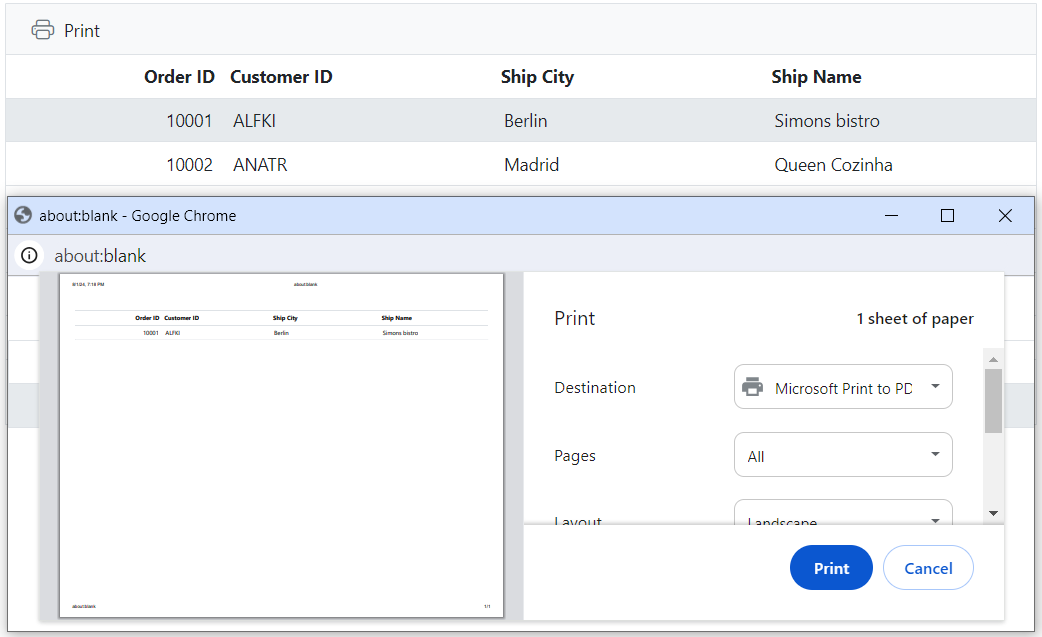 Print
Order ID Customer ID Ship City Ship Name
10001 ALFKI Berlin Simons bistro
10002 ANATR Madrid Queen Cozinha
about:blank - Google Chrome
about:blank
8/1/24, 7:18 PM about:blank
Order ID Customer ID Ship City Ship Name
10001 ALFKI Berlin Simons bistro
about:blank 1/1
Print 1 sheet of paper
Destination Microsoft Print to PD
Pages All
Layout Landscape
Print Cancel